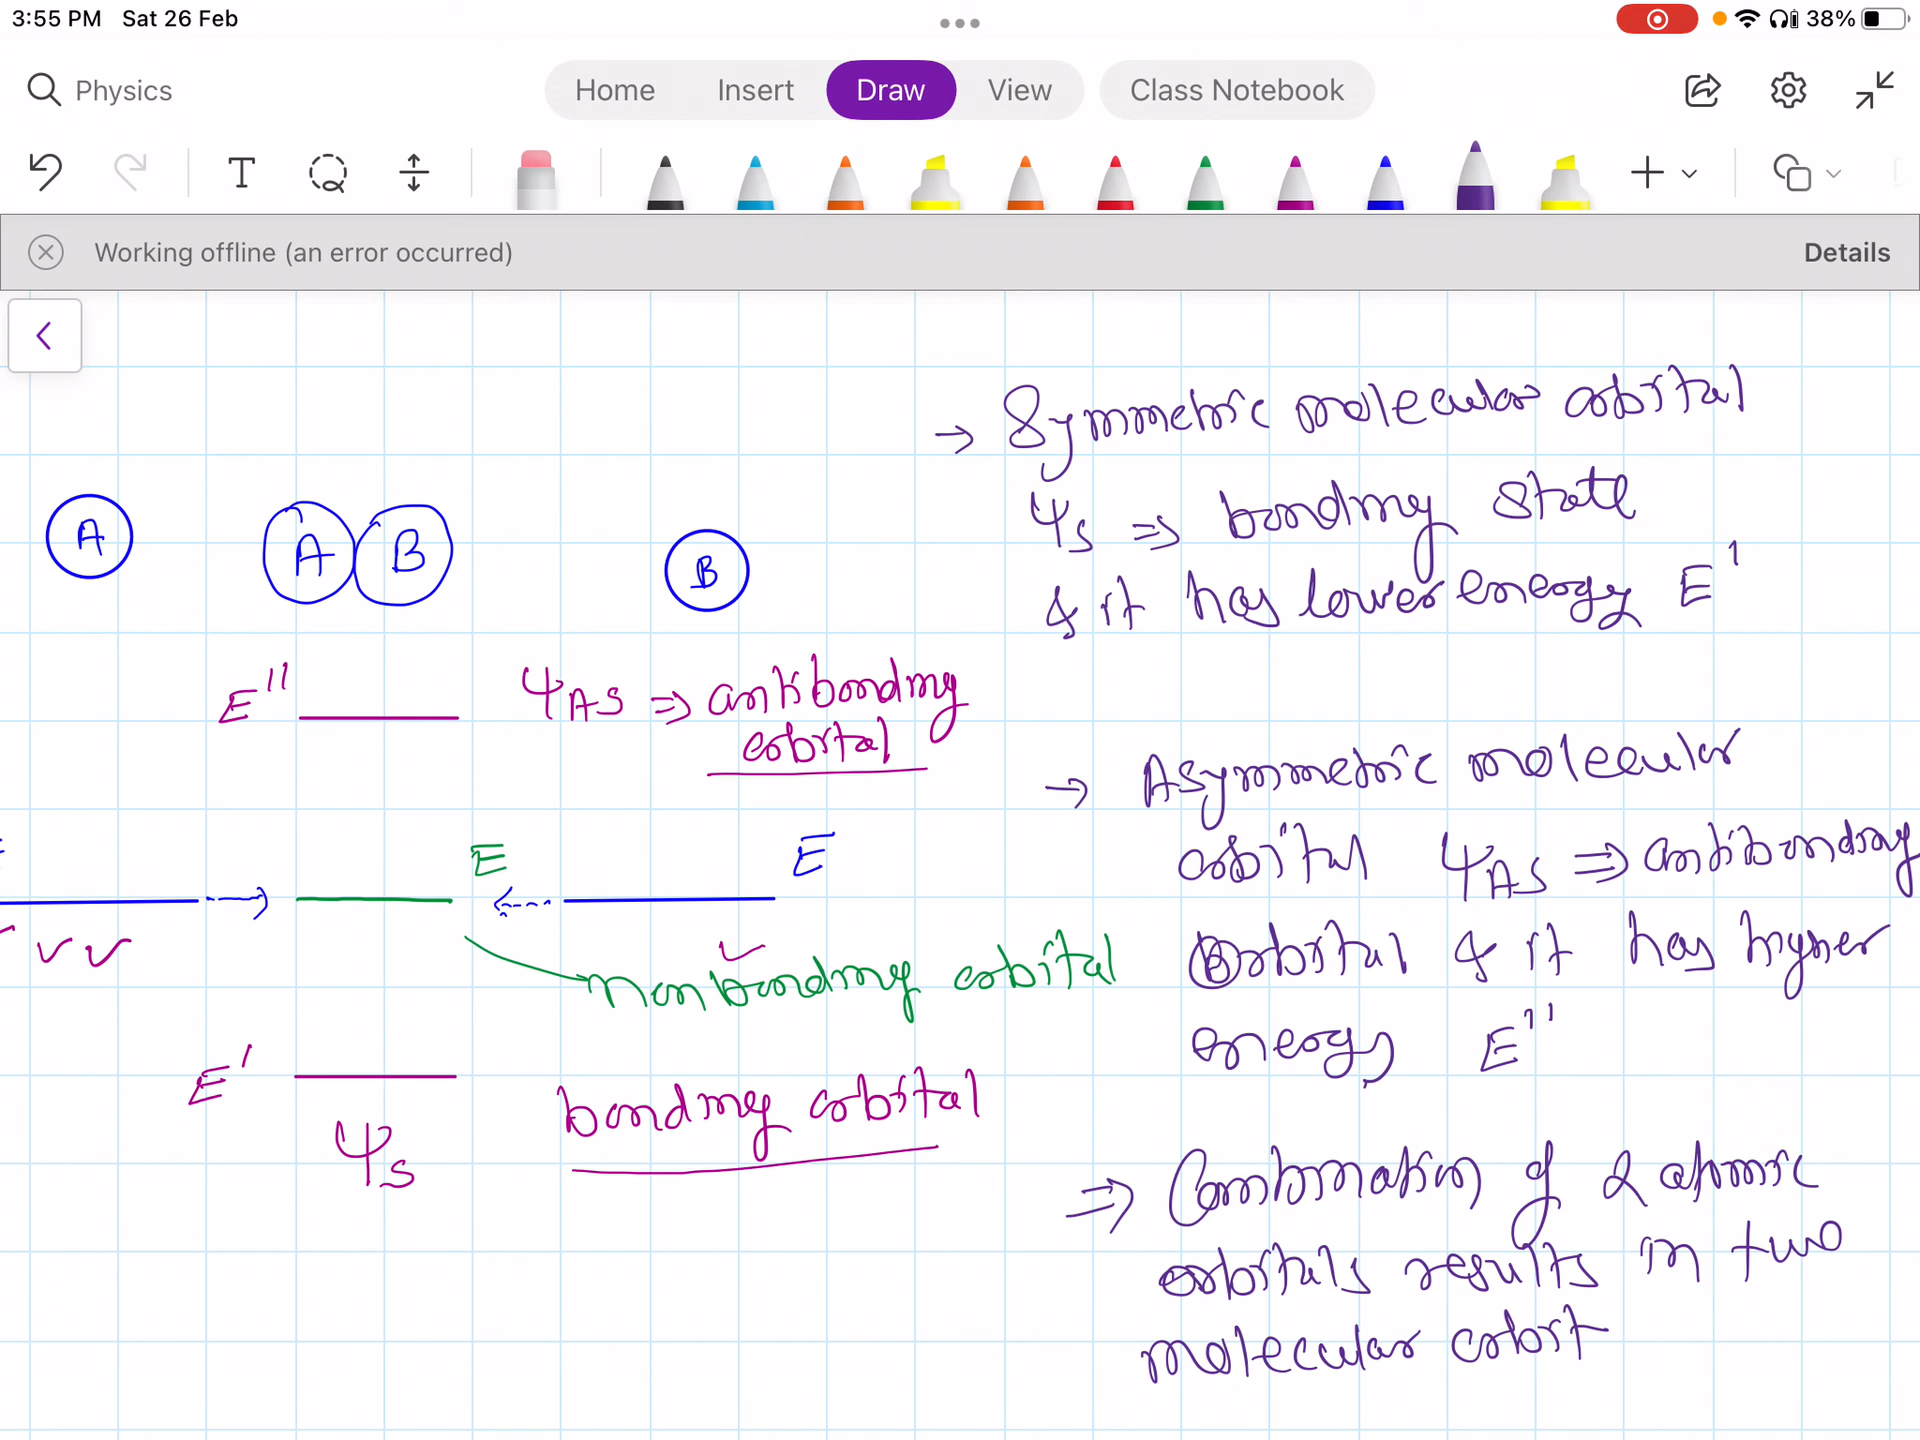 3:55 PM Sat 26 Feb
38%
Physics
Home Insert Draw View Class Notebook
T
Working offline (an error occurred)
Details
→ Symmetric molecular orbital
ψS ⇒ bonding state
& it has lower energy E'
A
A B
B
E'' ψAS ⇒ antibonding
orbital
E
E
nonbonding orbital
E'
bonding orbital
ψS
→ Asymmetric molecular
orbital ψAS ⇒ antibonding
orbital & it has higher
energy E''
⇒ Combination of 2 atomic
orbitals results in two
molecular orbit